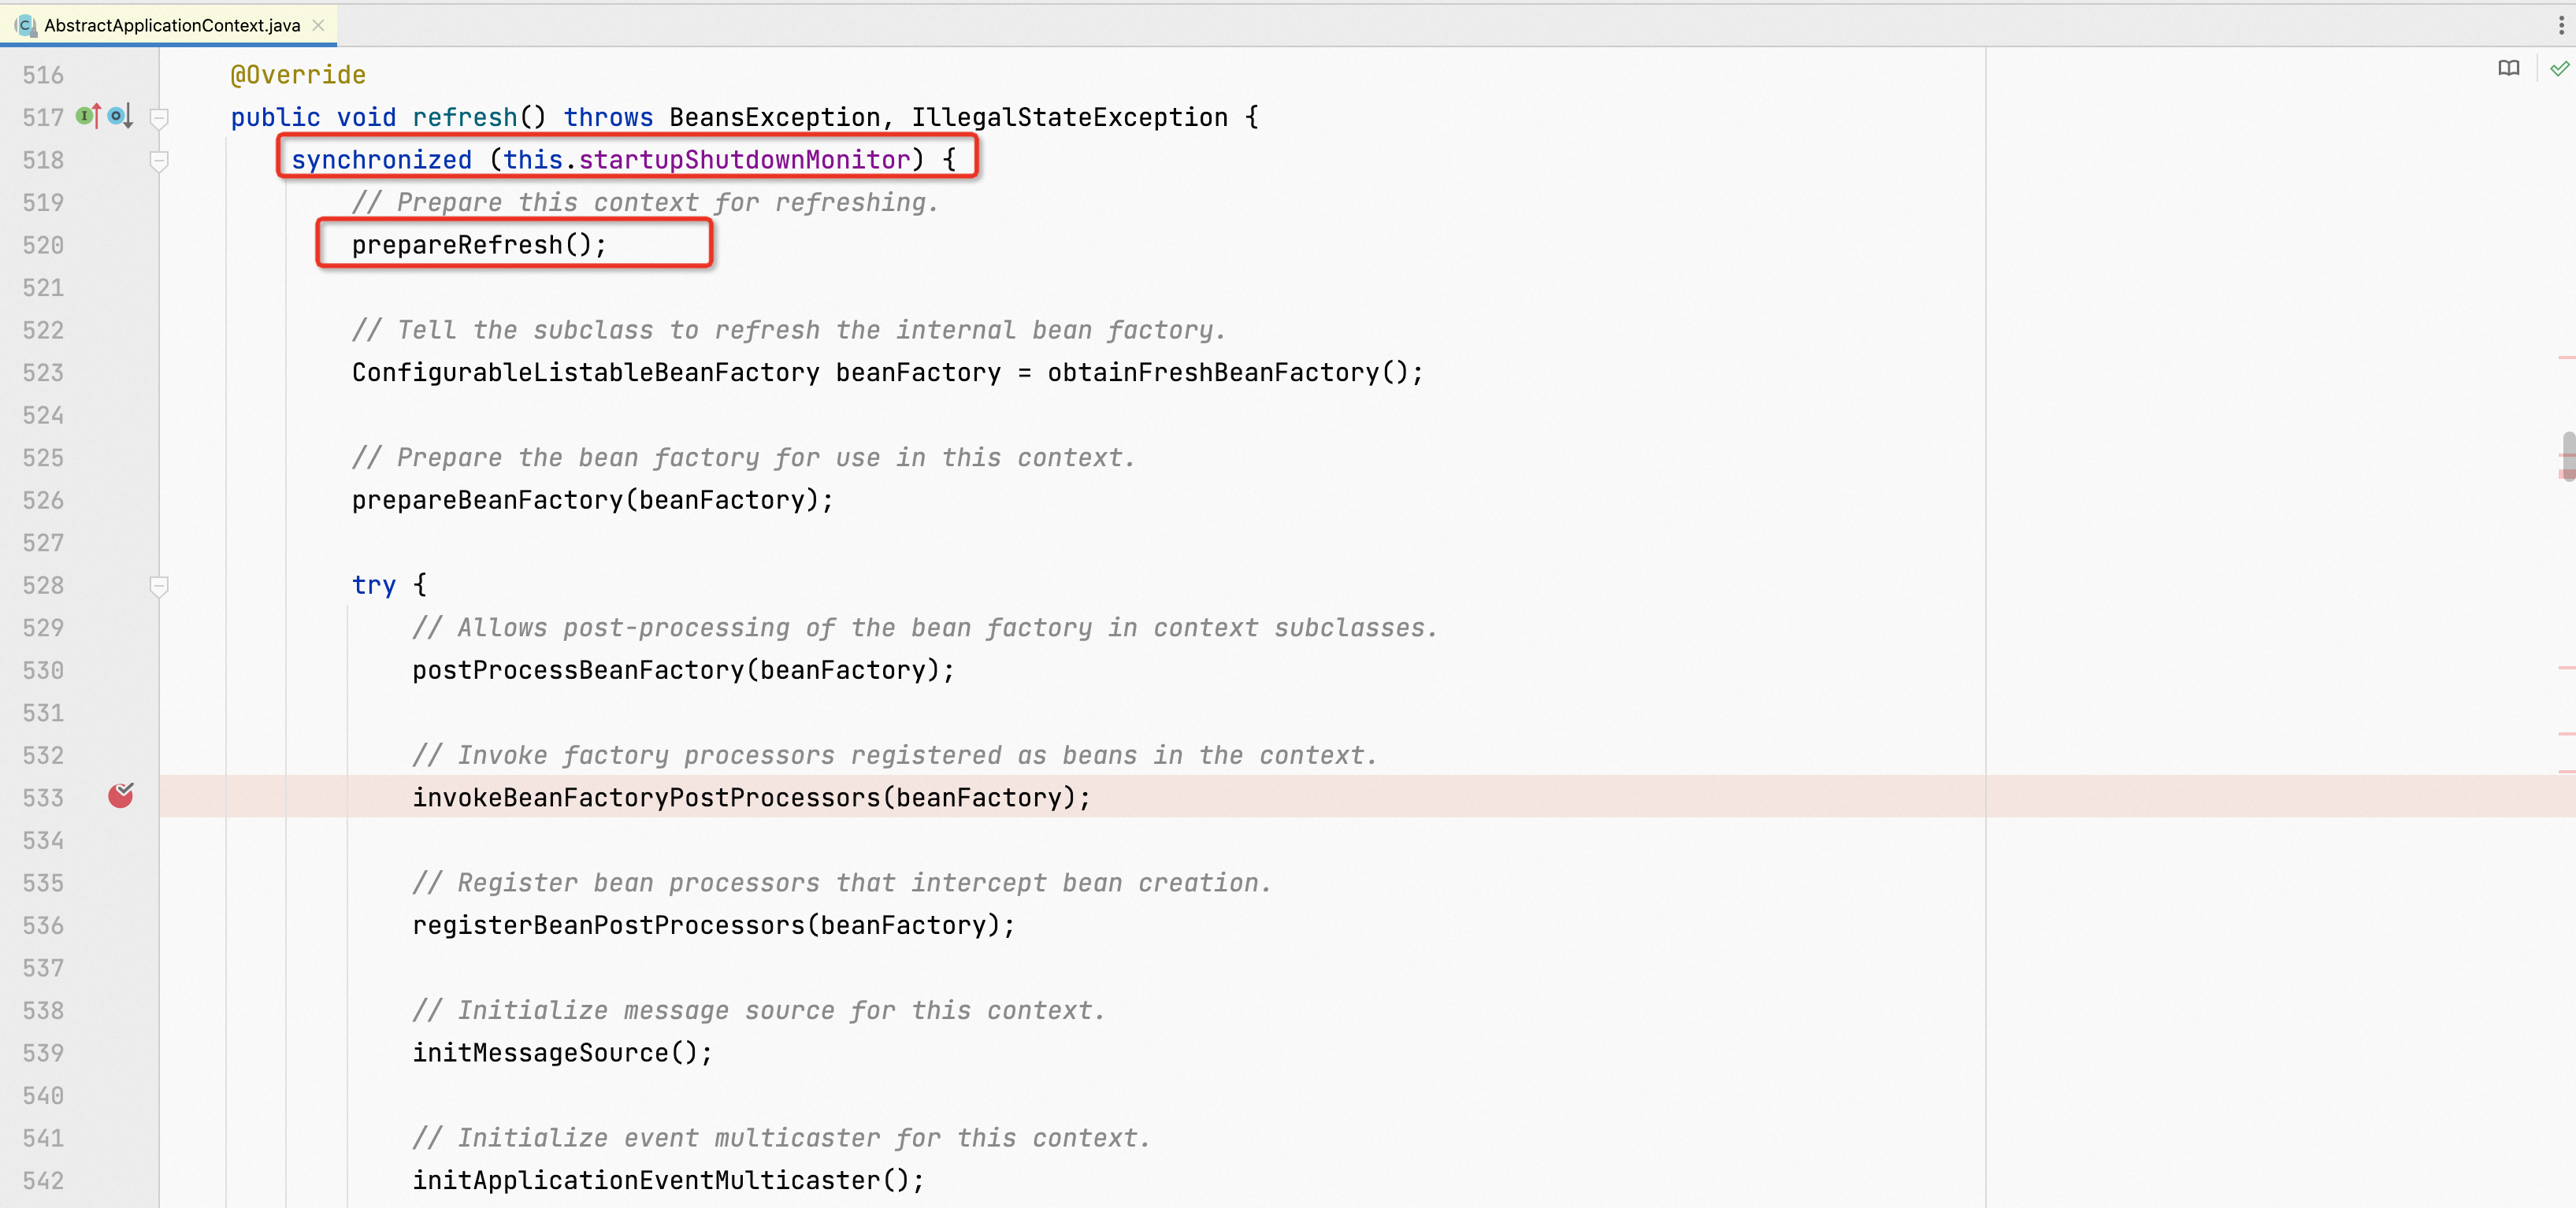 AbstractApplicationContext.java
516 @Override
517 public void refresh() throws BeansException, IllegalStateException {
518 synchronized (this.startupShutdownMonitor) {
519 // Prepare this context for refreshing.
520 prepareRefresh();
521
522 // Tell the subclass to refresh the internal bean factory.
523 ConfigurableListableBeanFactory beanFactory = obtainFreshBeanFactory();
524
525 // Prepare the bean factory for use in this context.
526 prepareBeanFactory(beanFactory);
527
528 try {
529 // Allows post-processing of the bean factory in context subclasses.
530 postProcessBeanFactory(beanFactory);
531
532 // Invoke factory processors registered as beans in the context.
533 invokeBeanFactoryPostProcessors(beanFactory);
534
535 // Register bean processors that intercept bean creation.
536 registerBeanPostProcessors(beanFactory);
537
538 // Initialize message source for this context.
539 initMessageSource();
540
541 // Initialize event multicaster for this context.
542 initApplicationEventMulticaster();